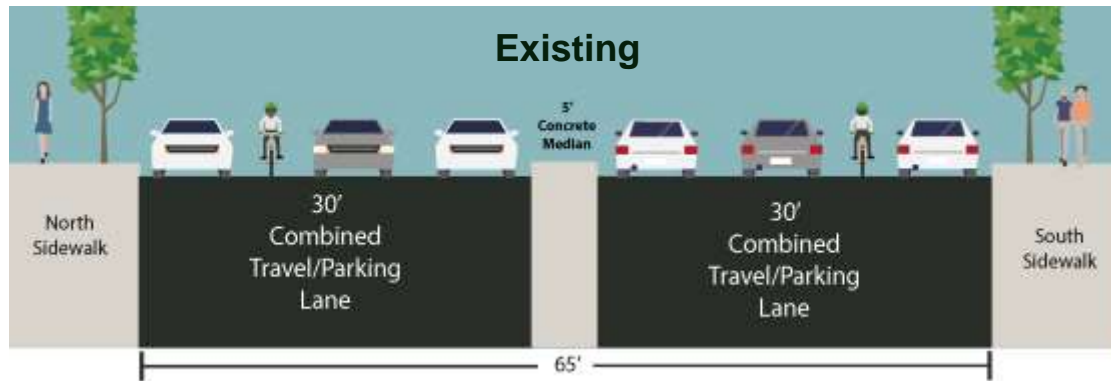 Existing
5'
Concrete
Median
North
Sidewalk
30'
Combined
Travel/Parking
Lane
30'
Combined
Travel/Parking
Lane
South
Sidewalk
65'